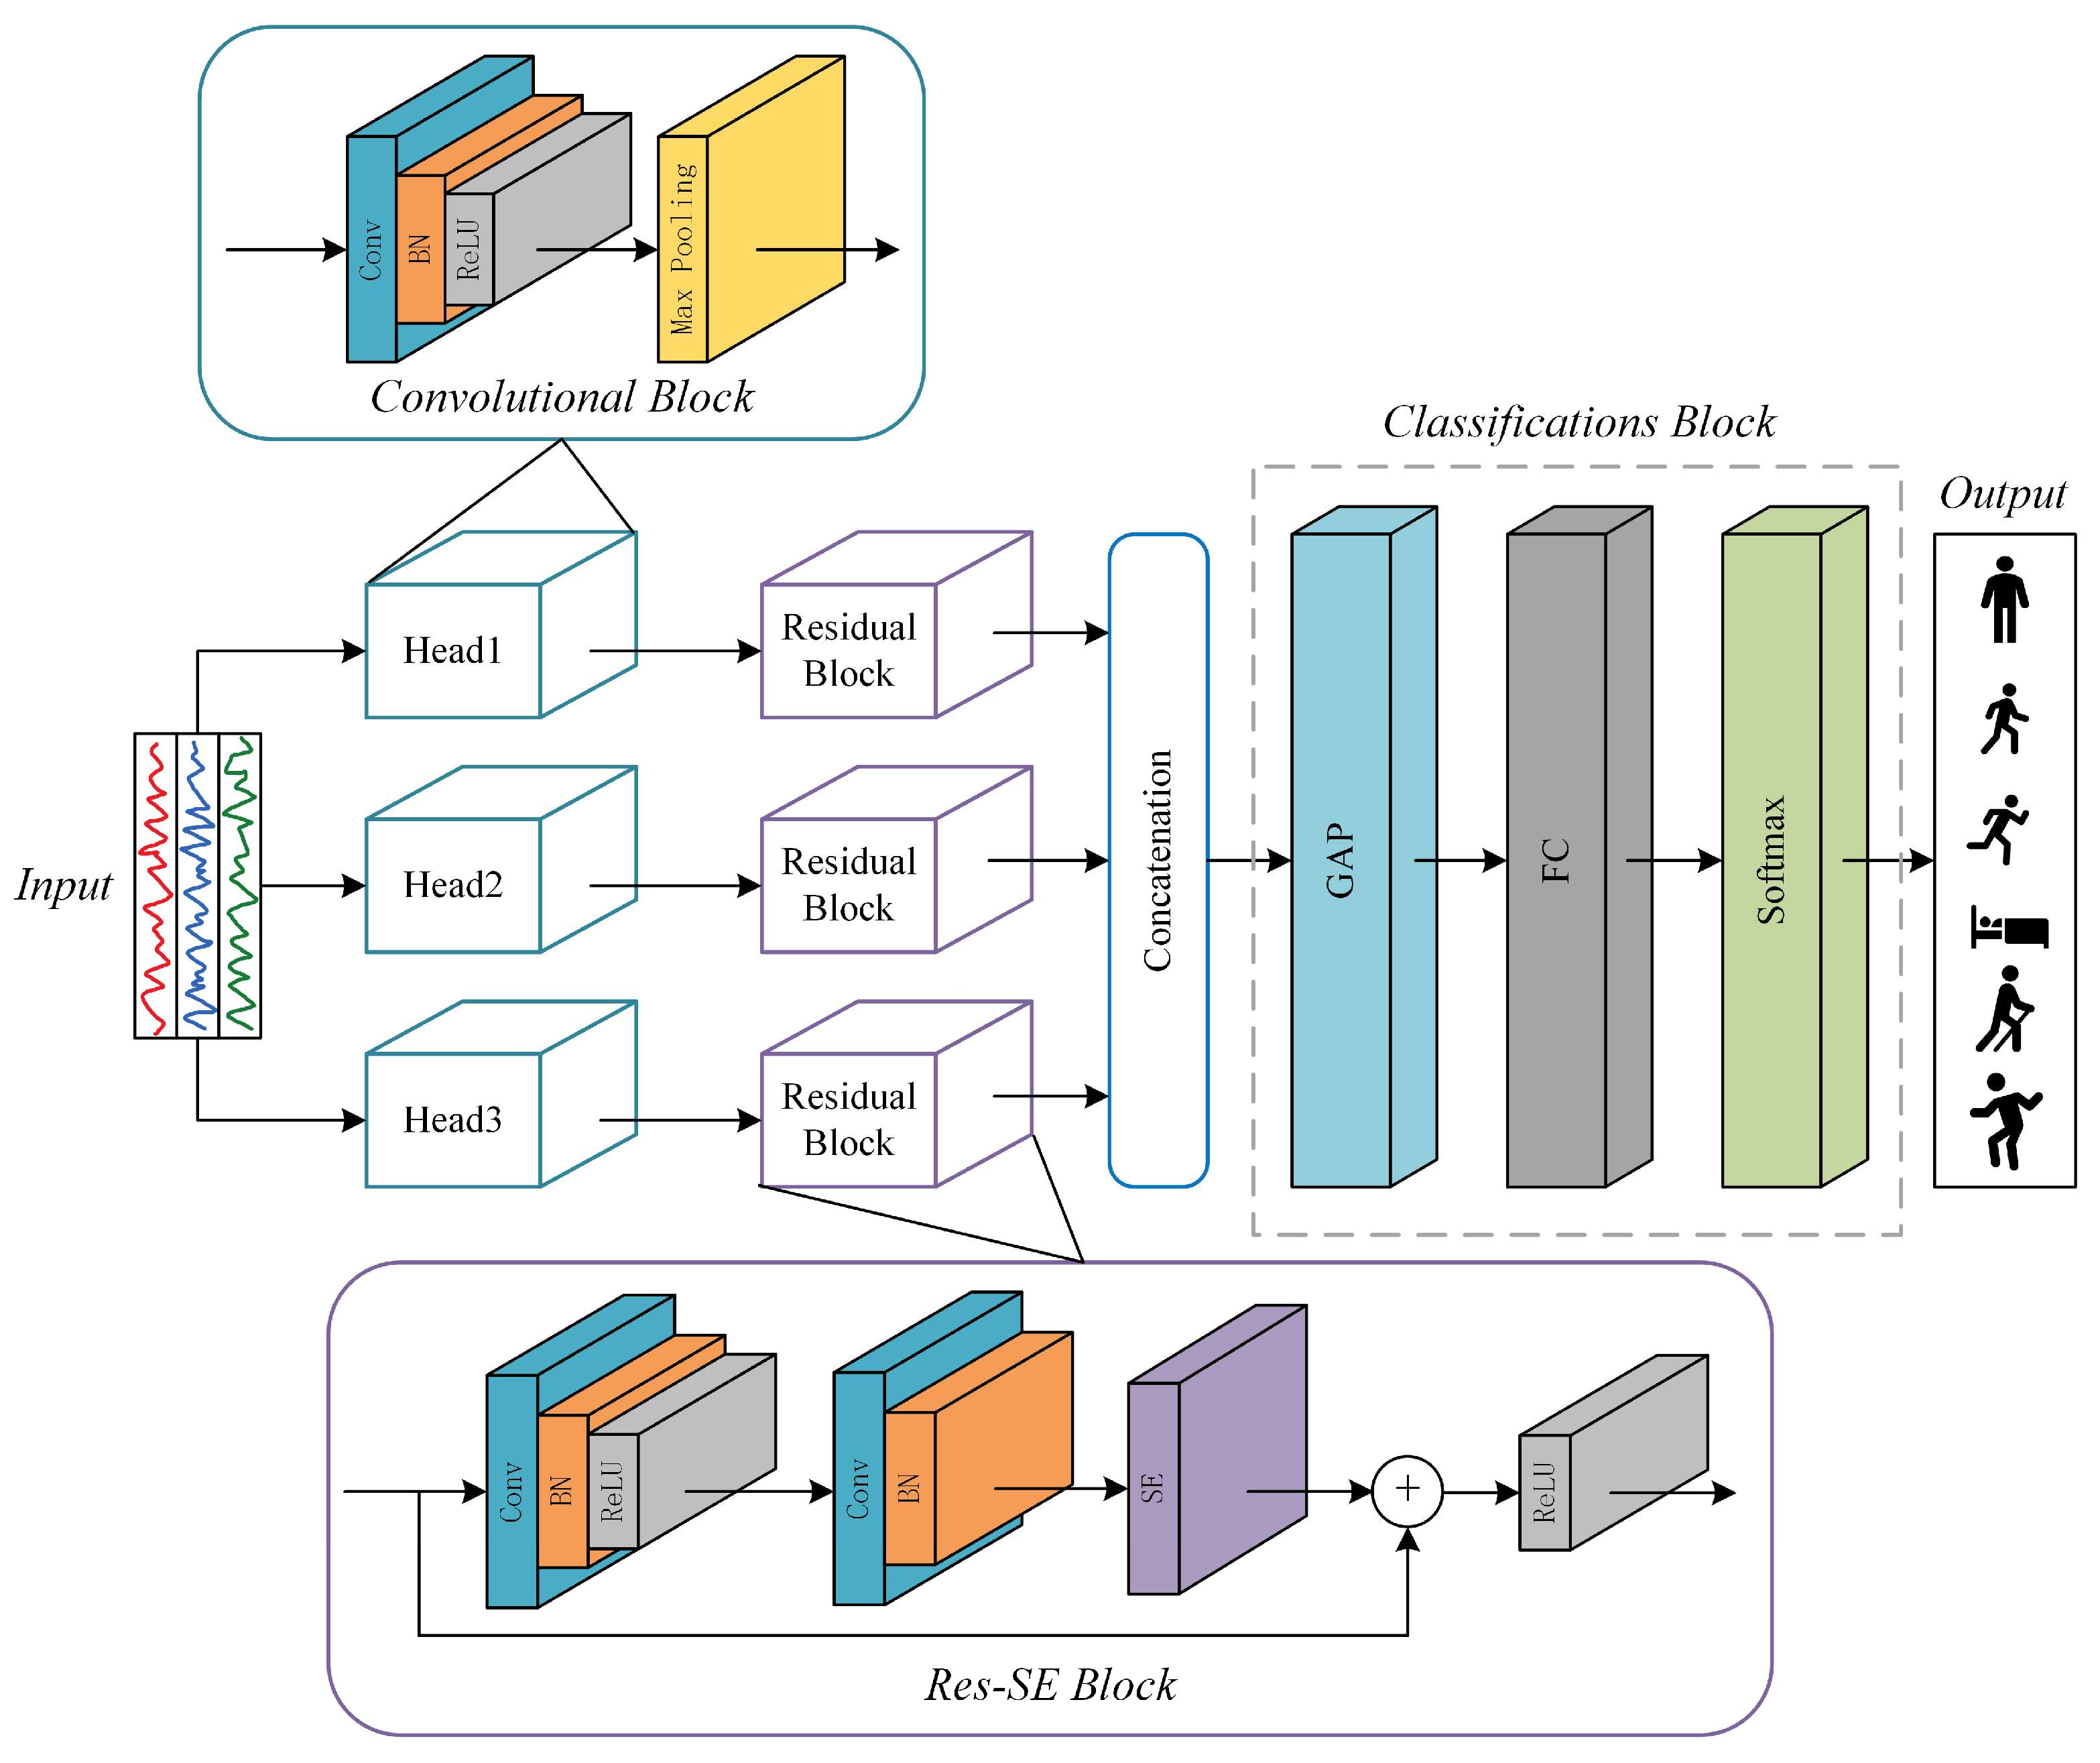 Conv
BN
ReLU
Max Pooling
Convolutional Block
Classifications Block
Output
Input
Head1
Residual
Block
Head2
Residual
Block
Head3
Residual
Block
Concatenation
GAP
FC
Softmax
Conv
BN
ReLU
Conv
BN
SE
+
ReLU
Res-SE Block